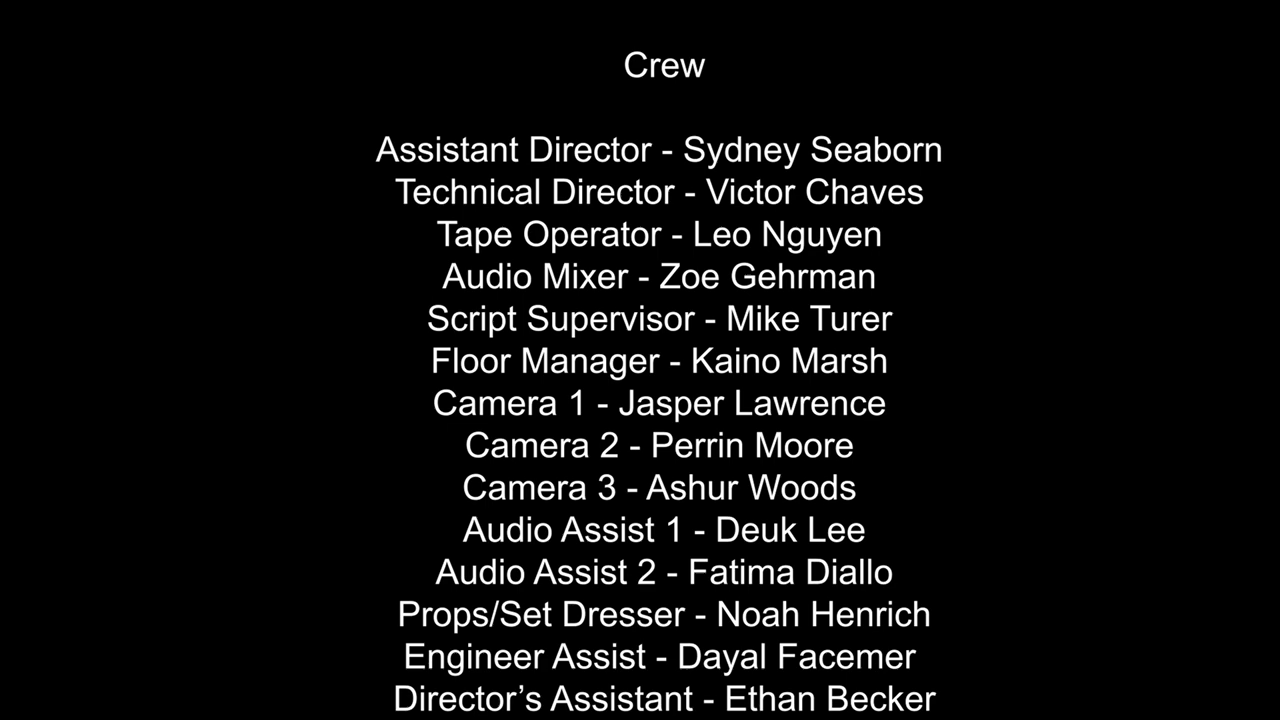 Crew
Assistant Director - Sydney Seaborn
Technical Director - Victor Chaves
Tape Operator - Leo Nguyen
Audio Mixer - Zoe Gehrman
Script Supervisor - Mike Turer
Floor Manager - Kaino Marsh
Camera 1 - Jasper Lawrence
Camera 2 - Perrin Moore
Camera 3 - Ashur Woods
Audio Assist 1 - Deuk Lee
Audio Assist 2 - Fatima Diallo
Props/Set Dresser - Noah Henrich
Engineer Assist - Dayal Facemer
Director’s Assistant - Ethan Becker